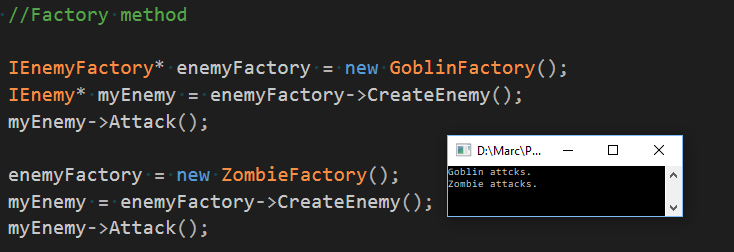 //Factory method
IEnemyFactory* enemyFactory = new GoblinFactory();
IEnemy* myEnemy = enemyFactory->CreateEnemy();
myEnemy->Attack();
enemyFactory = new ZombieFactory();
myEnemy = enemyFactory->CreateEnemy();
myEnemy->Attack();
D:\Marc\P...
Goblin attcks.
Zombie attacks.